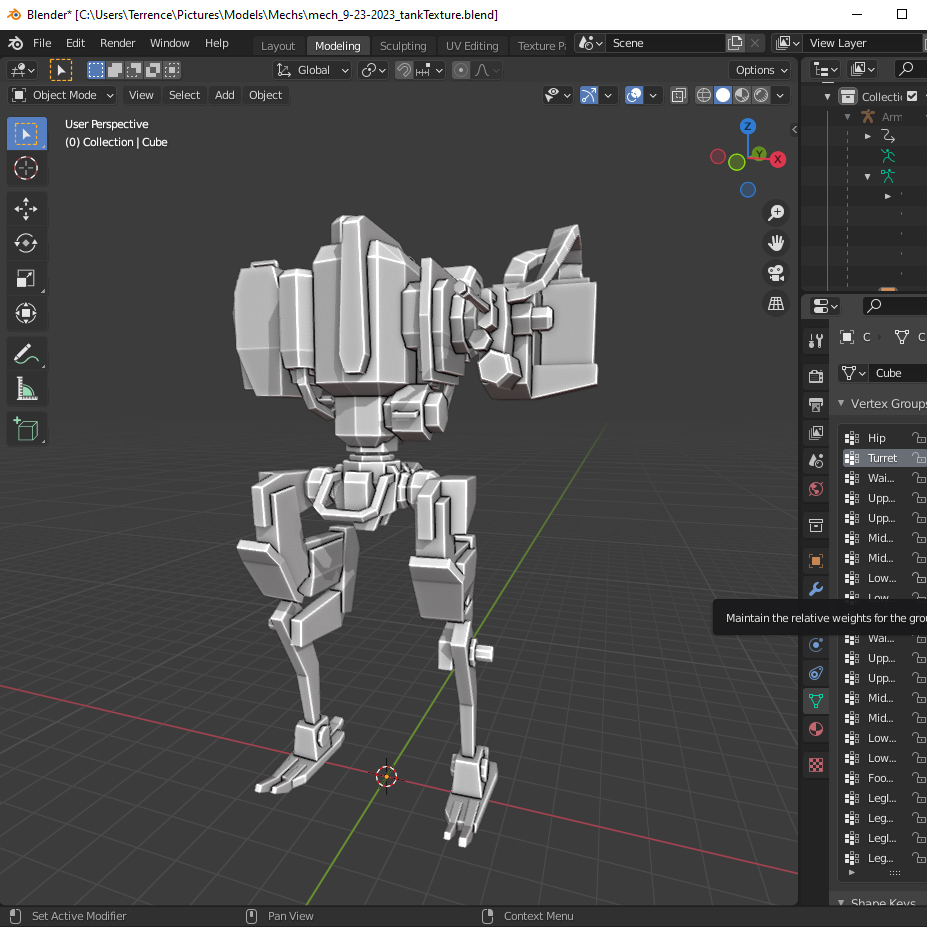 Blender* [C:\Users\Terrence\Pictures\Models\Mechs\mech_9-23-2023_tankTexture.blend]
File Edit Render Window Help Layout Modeling Sculpting UV Editing Texture Pa Scene View Layer
Global Options
Object Mode View Select Add Object
User Perspective
(0) Collection | Cube
Z
Y
X
Collecti
Arm
C C
Cube
Vertex Groups
Hip
Turret
Wai...
Upp...
Upp...
Mid...
Mid...
Low...
Low...
Maintain the relative weights for the grou
Wai...
Upp...
Upp...
Mid...
Mid...
Low...
Low...
Foo...
Legl...
Leg...
Legl...
Leg...
Shape Keys
Set Active Modifier Pan View Context Menu